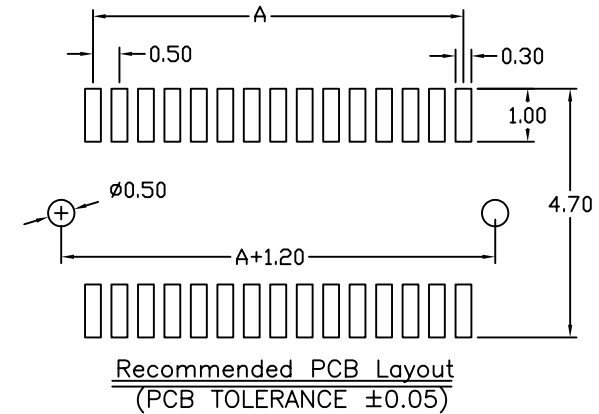 A
0.50
0.30
1.00
ø0.50
4.70
A+1.20
Recommended PCB Layout
(PCB TOLERANCE ±0.05)